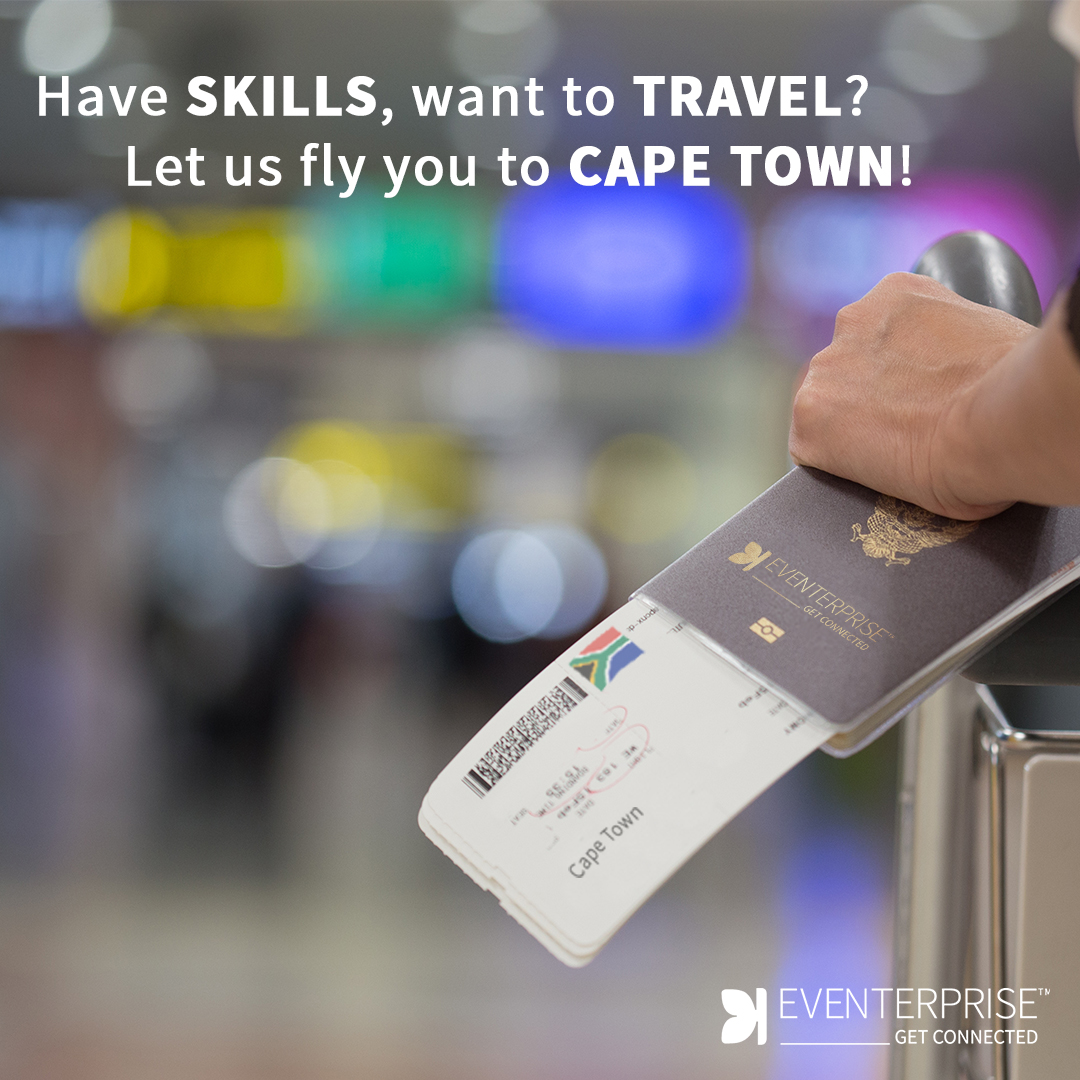 Have SKILLS, want to TRAVEL?
Let us fly you to CAPE TOWN!
EVENTERPRISE™
GET CONNECTED
Cape Town
EVENTERPRISE™
GET CONNECTED